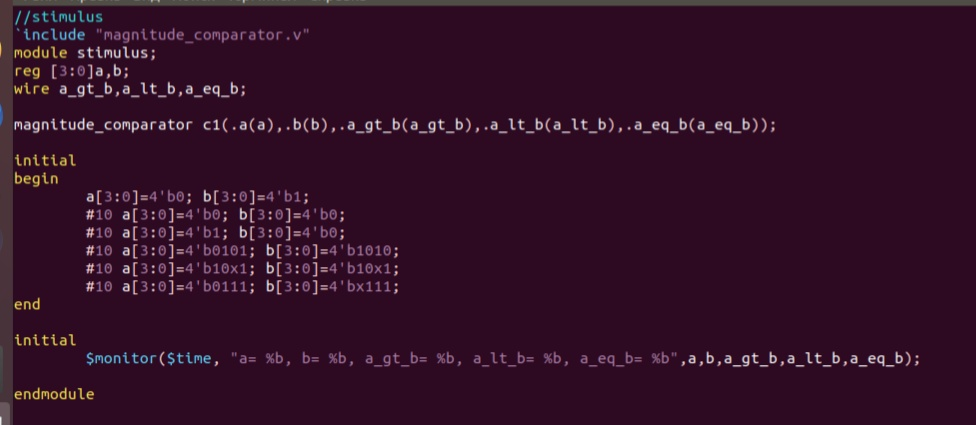 //stimulus
`include "magnitude_comparator.v"
module stimulus;
reg [3:0]a,b;
wire a_gt_b,a_lt_b,a_eq_b;
magnitude_comparator c1(.a(a),.b(b),.a_gt_b(a_gt_b),.a_lt_b(a_lt_b),.a_eq_b(a_eq_b));
initial
begin
a[3:0]=4'b0; b[3:0]=4'b1;
#10 a[3:0]=4'b0; b[3:0]=4'b0;
#10 a[3:0]=4'b1; b[3:0]=4'b0;
#10 a[3:0]=4'b0101; b[3:0]=4'b1010;
#10 a[3:0]=4'b10x1; b[3:0]=4'b10x1;
#10 a[3:0]=4'b0111; b[3:0]=4'bx111;
end
initial
$monitor($time, "a= %b, b= %b, a_gt_b= %b, a_lt_b= %b, a_eq_b= %b",a,b,a_gt_b,a_lt_b,a_eq_b);
endmodule